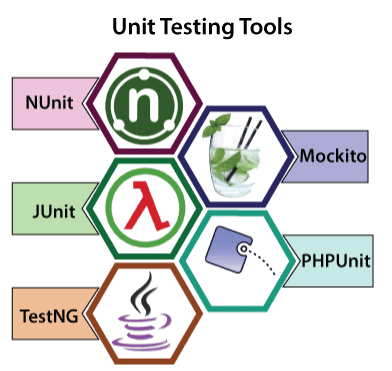 Unit Testing Tools
NUnit
n
Mockito
JUnit
λ
PHPUnit
TestNG